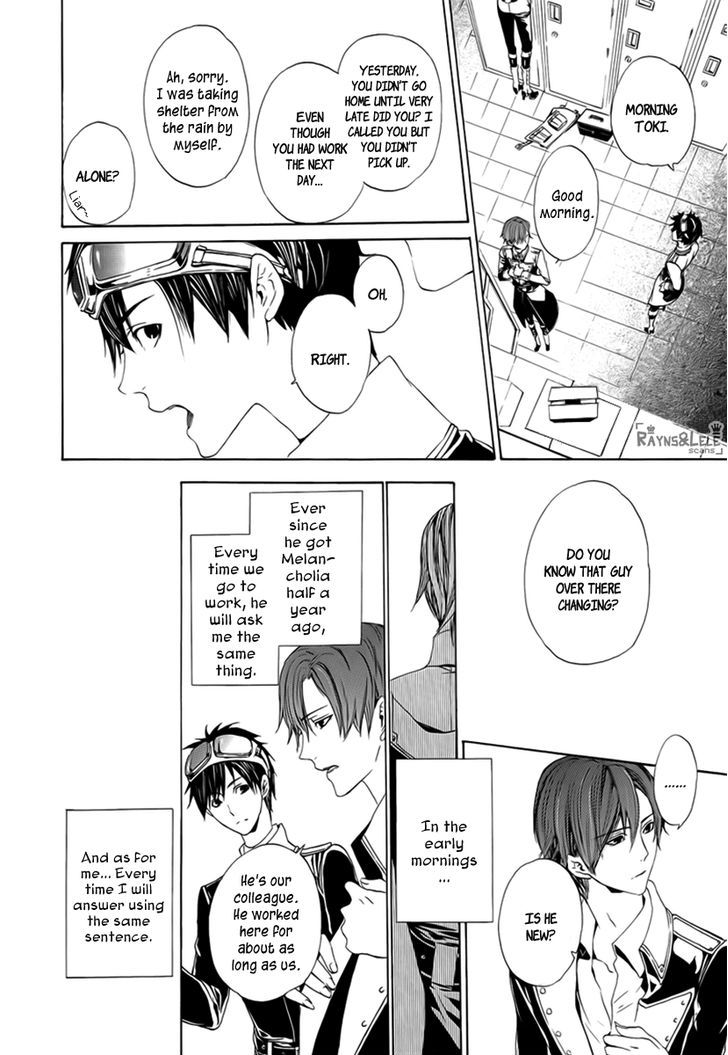 MORNING
TOKI.
Good
Morning.
YESTERDAY,
YOU DIDN'T GO
HOME UNTIL VERY
LATE DID YOU? I
CALLED YOU BUT
YOU DIDN'T
PICK UP.
EVEN
THOUGH
YOU HAD WORK
THE NEXT
DAY...
Ah, sorry.
I was taking
shelter from
the rain by
myself.
ALONE?
Liar~
OH,
RIGHT.
「RAYNS&LELE
scans」
DO YOU
KNOW THAT GUY
OVER THERE
CHANGING?
.......
IS HE
NEW?
In the
early
mornings
...
Ever
since
he got
Melan-
cholia
half a
year
ago,
Every
time we
go to
work, he
will ask
me the
same
thing.
He's our
colleague.
He worked
here for
about as
long as us.
And as for
me... Every
time I will
answer using
the same
sentence.